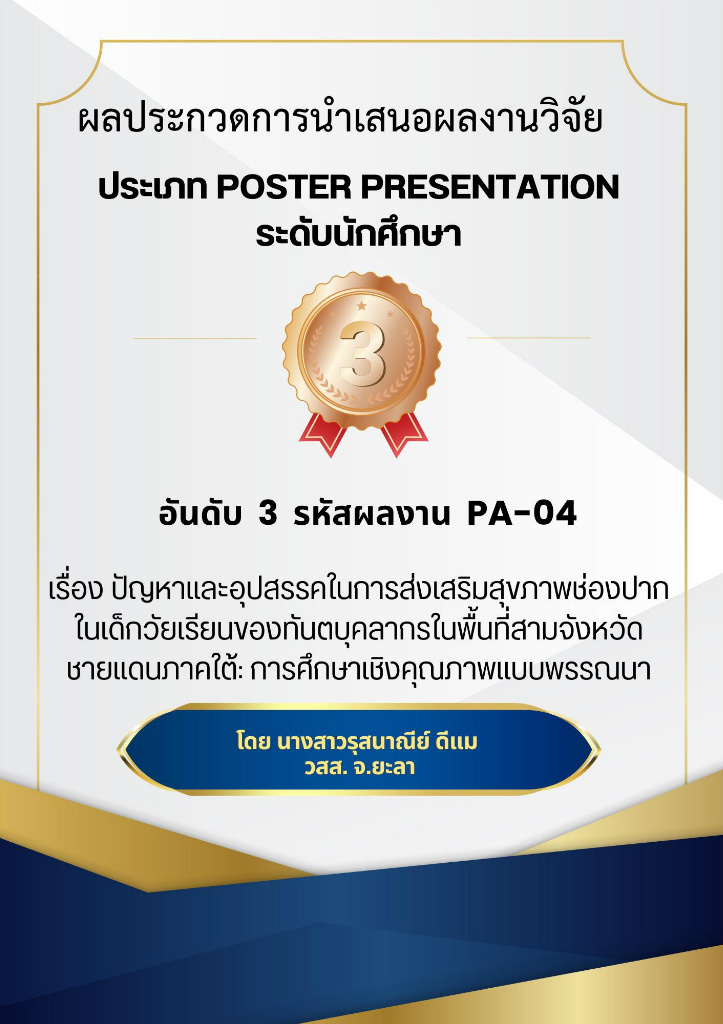 ผลประกวดการนำเสนอผลงานวิจัย
ประเภท POSTER PRESENTATION
ระดับนักศึกษา
3
อันดับ 3 รหัสผลงาน PA-04
เรื่อง ปัญหาและอุปสรรคในการส่งเสริมสุขภาพช่องปาก
ในเด็กวัยเรียนของทันตบุคลากรในพื้นที่สามจังหวัด
ชายแดนภาคใต้: การศึกษาเชิงคุณภาพแบบพรรณนา
โดย นางสาวรุสนาณีย์ ดีแม
วสส. จ.ยะลา